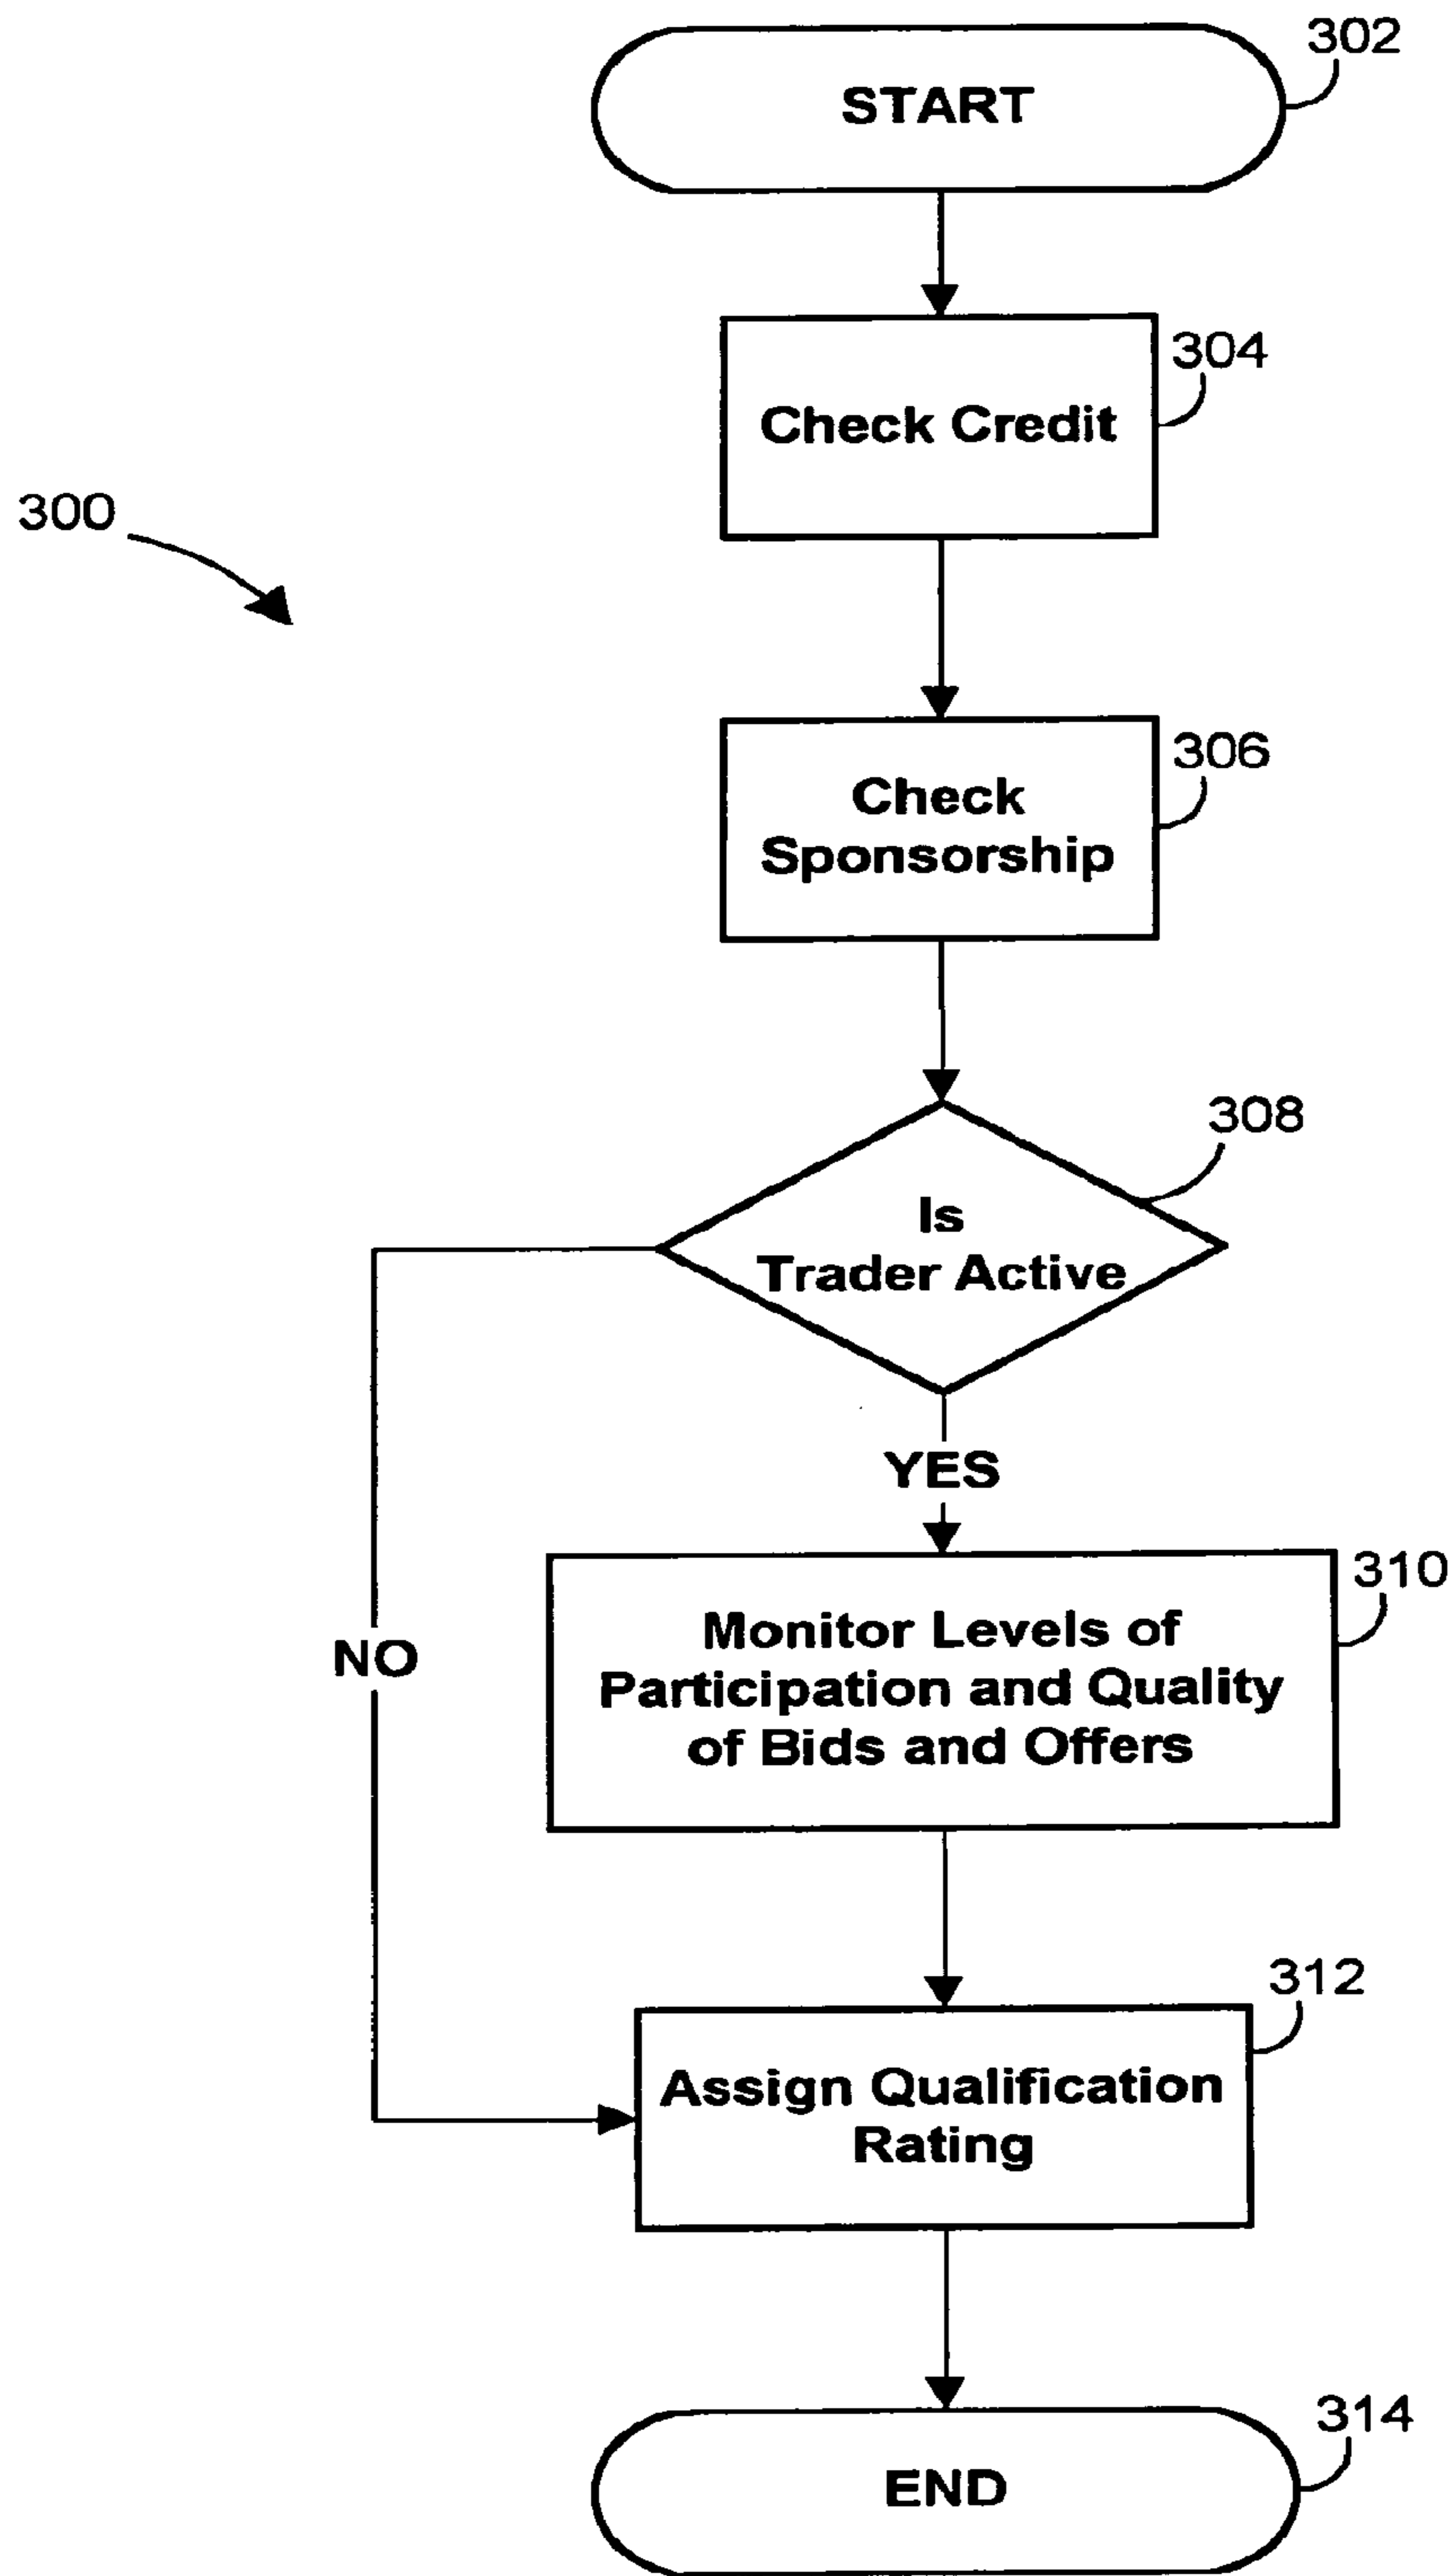 302
START
304
Check Credit
300
306
Check
Sponsorship
308
Is
Trader Active
YES
310
Monitor Levels of
Participation and Quality
of Bids and Offers
NO
312
Assign Qualification
Rating
314
END